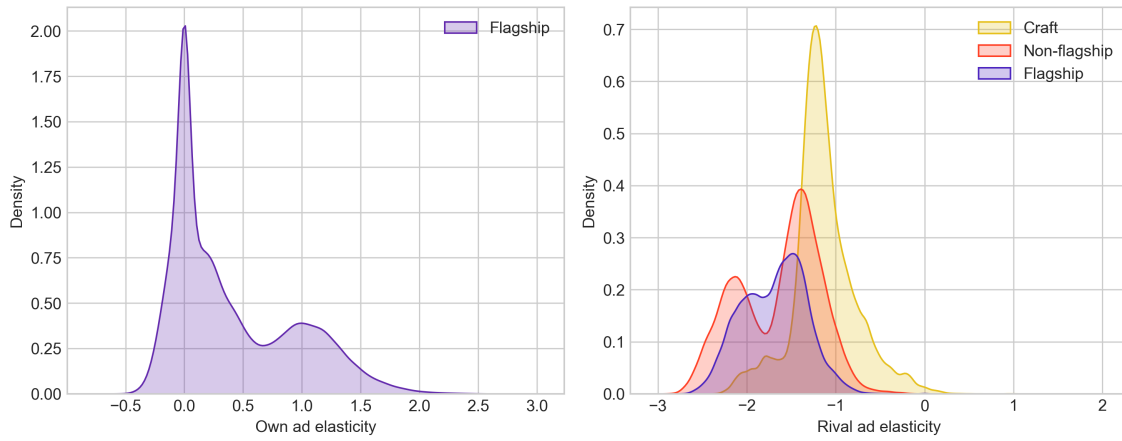 2.00
1.75
1.50
1.25
1.00
0.75
0.50
0.25
0.00
Density
−0.5 0.0 0.5 1.0 1.5 2.0 2.5 3.0
Own ad elasticity
Flagship
0.7
0.6
0.5
0.4
0.3
0.2
0.1
0.0
Density
−3 −2 −1 0 1 2
Rival ad elasticity
Craft
Non-flagship
Flagship